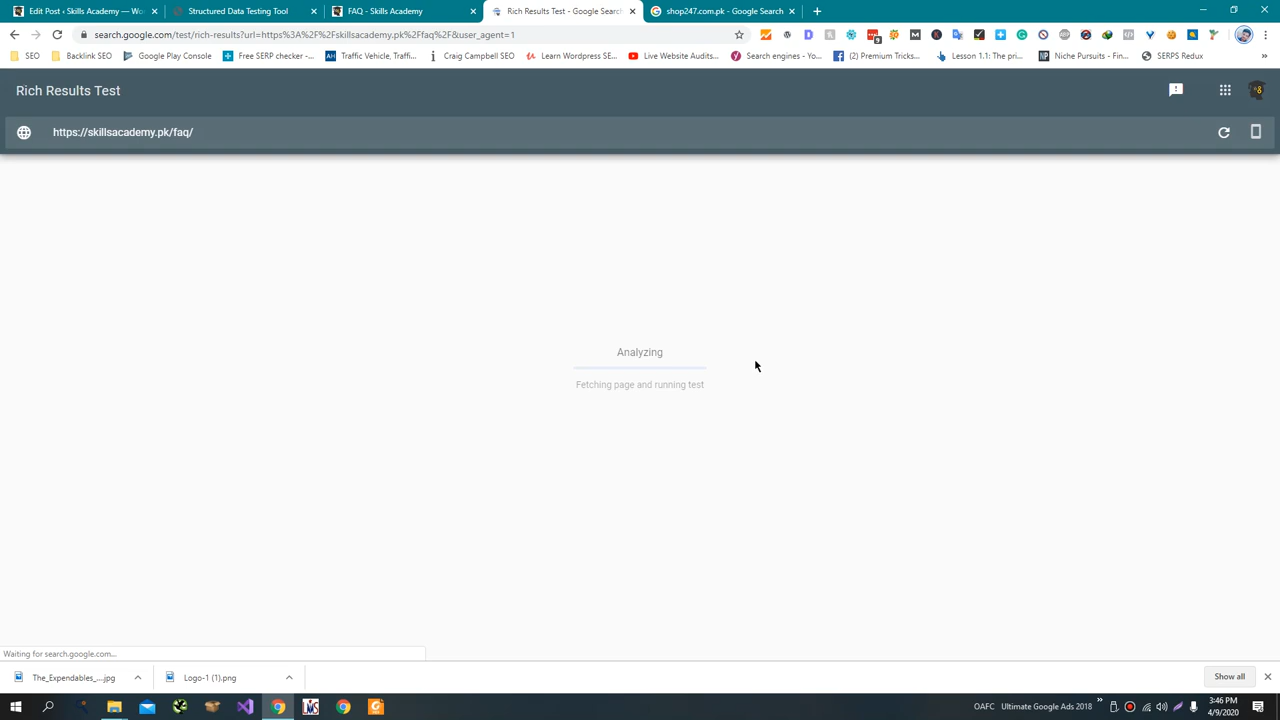 Edit Post ‹ Skills Academy — Wo
Structured Data Testing Tool
FAQ - Skills Academy
Rich Results Test - Google Search
shop247.com.pk - Google Search
search.google.com/test/rich-results?url=https%3A%2F%2Fskillsacademy.pk%2Ffaq%2F&user_agent=1
SEO
Backlink SEO
Google Play Console
Free SERP checker -...
Traffic Vehicle, Traffi...
Craig Campbell SEO
Learn Wordpress SE...
Live Website Audits...
Search engines - Yo...
(2) Premium Tricks...
Lesson 1.1: The pri...
Niche Pursuits - Fin...
SERPS Redux
Rich Results Test
https://skillsacademy.pk/faq/
Analyzing
Fetching page and running test
Waiting for search.google.com...
The_Expendables_....jpg
Logo-1 (1).png
Show all
OAFC
Ultimate Google Ads 2018
3:46 PM
4/9/2020